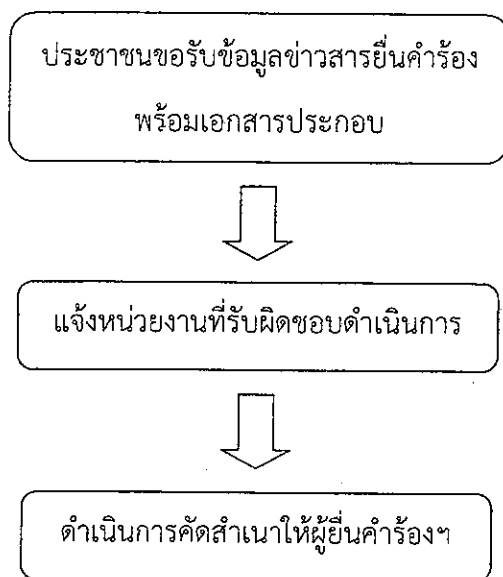 ประชาชนขอรับข้อมูลข่าวสารยื่นคำร้อง
พร้อมเอกสารประกอบ
แจ้งหน่วยงานที่รับผิดชอบดำเนินการ
ดำเนินการคัดสำเนาให้ผู้ยื่นคำร้องฯ